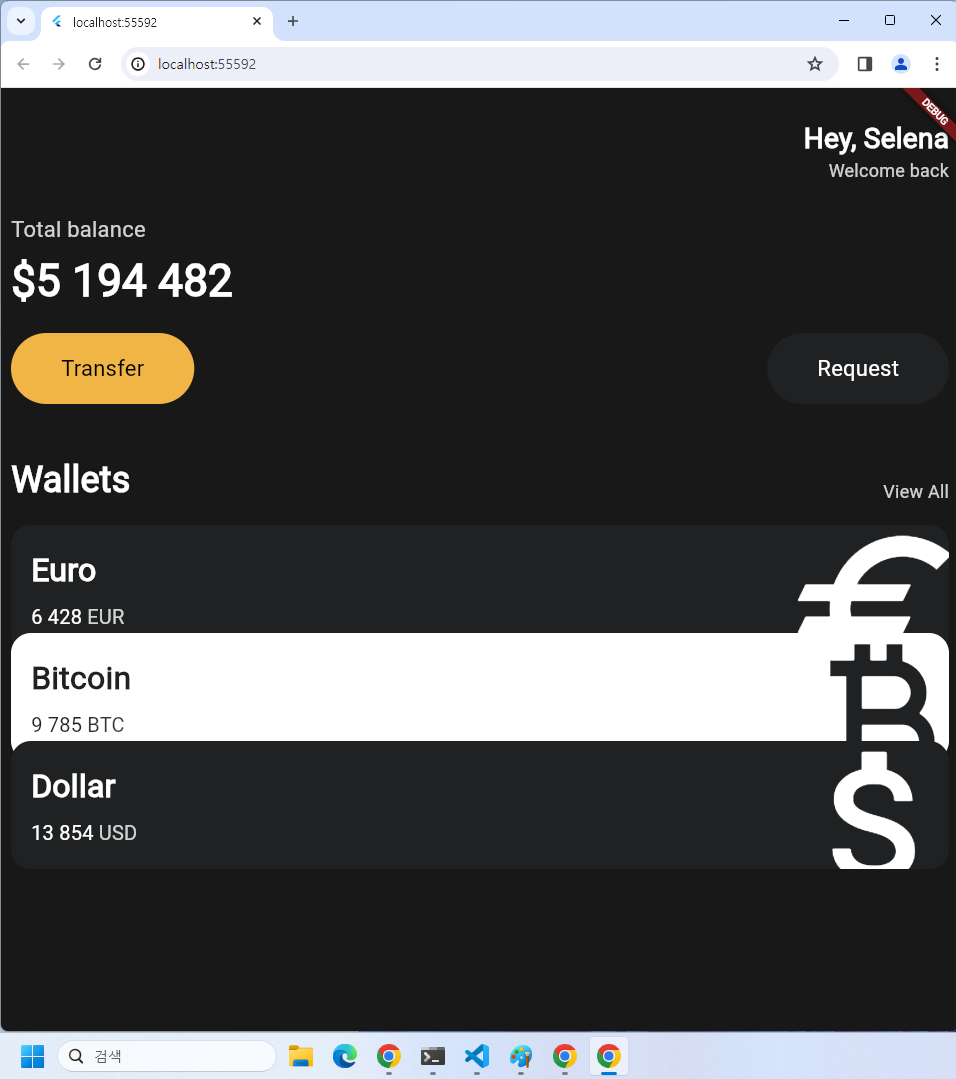 localhost:55592
localhost:55592
DEBUG
Hey, Selena
Welcome back
Total balance
$5 194 482
Transfer
Request
Wallets
View All
Euro
6 428 EUR
€
Bitcoin
9 785 BTC
Dollar
13 854 USD
$
검색